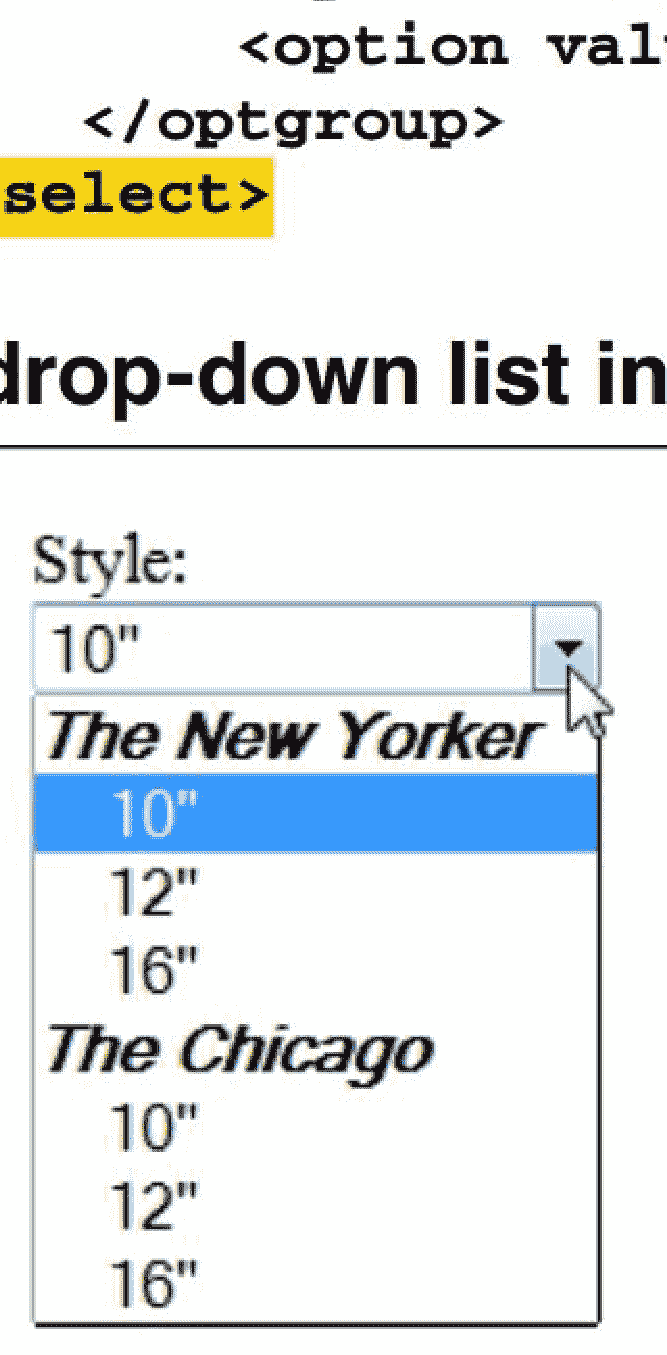 <option val
</optgroup>
select>
drop-down list in
Style:
10"
The New Yorker
10"
12"
16"
The Chicago
10"
12"
16"